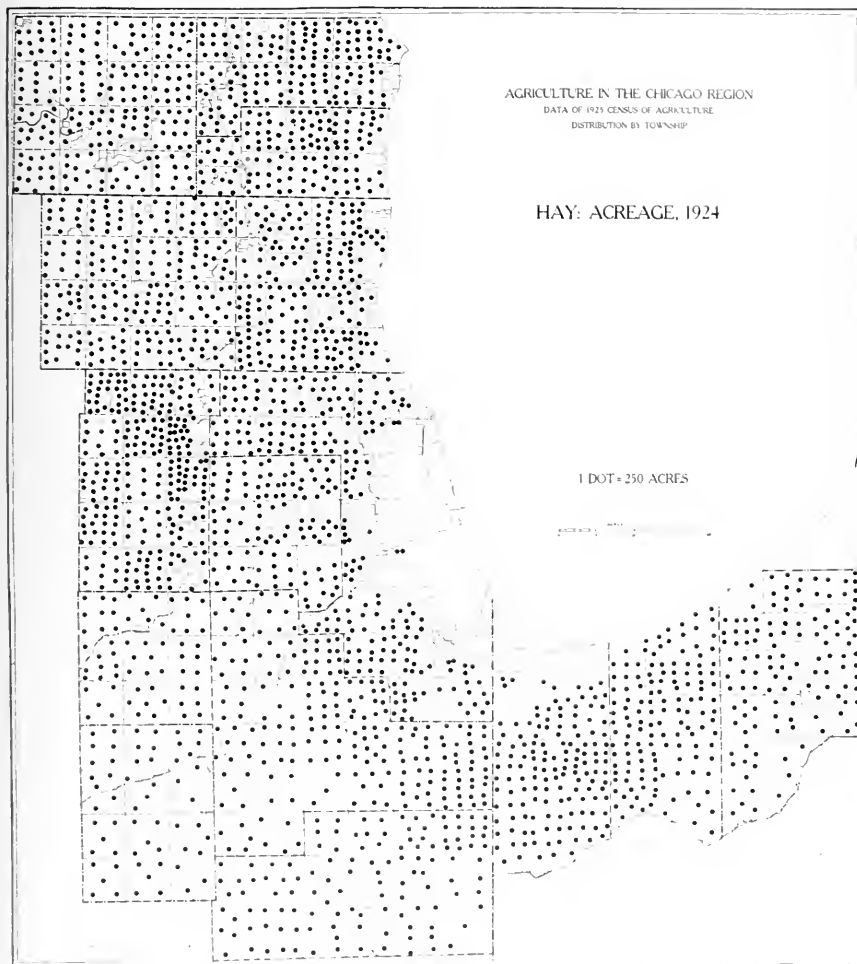 AGRICULTURE IN THE CHICAGO REGION
DATA OF 1925 CENSUS OF AGRICULTURE
DISTRIBUTION BY TOWNSHIP
HAY: ACREAGE, 1924
1 DOT = 250 ACRES